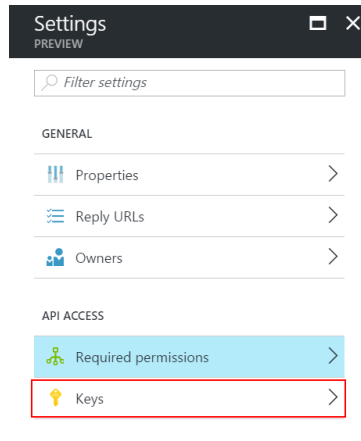 Settings
PREVIEW
Filter settings
GENERAL
Properties
Reply URLs
Owners
API ACCESS
Required permissions
Keys